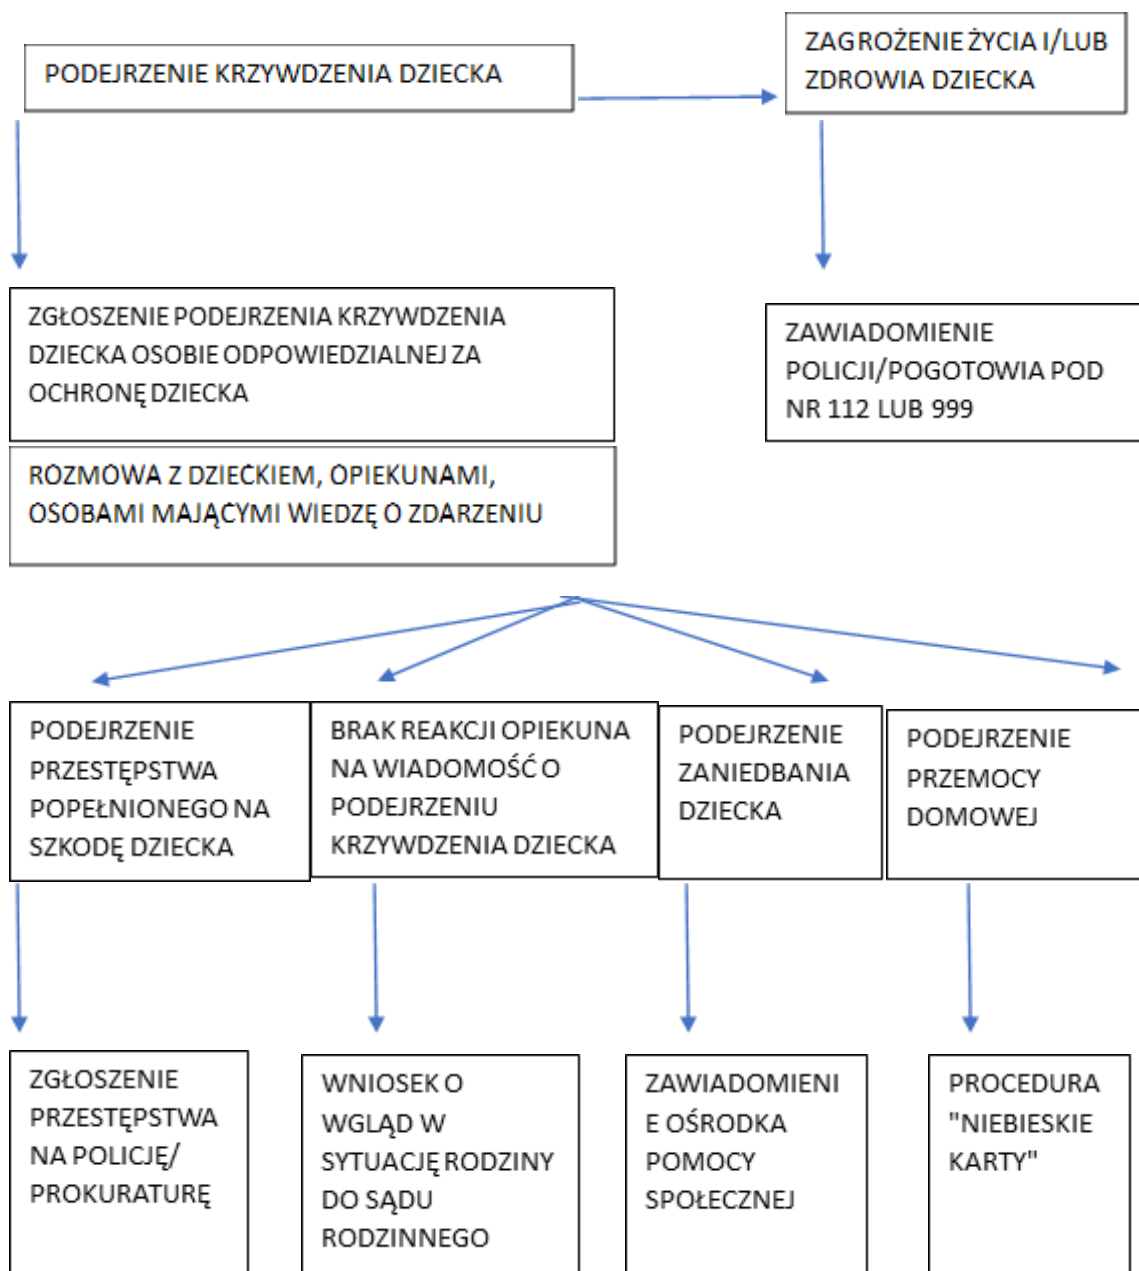 PODEJRZENIE KRZYWDZENIA DZIECKA
ZAGROŻENIE ŻYCIA I/LUB
ZDROWIA DZIECKA
ZGŁOSZENIE PODEJRZENIA KRZYWDZENIA
DZIECKA OSOBIE ODPOWIEDZIALNEJ ZA
OCHRONĘ DZIECKA
ZAWIADOMIENIE
POLICJI/POGOTOWIA POD
NR 112 LUB 999
ROZMOWA Z DZIECKIEM, OPIEKUNAMI,
OSOBAMI MAJĄCYMI WIEDZĘ O ZDARZENIU
PODEJRZENIE
PRZESTĘPSTWA
POPEŁNIONEGO NA
SZKODĘ DZIECKA
BRAK REAKCJI OPIEKUNA
NA WIADOMOŚĆ O
PODEJRZENIU
KRZYWDZENIA DZIECKA
PODEJRZENIE
ZANIEDBANIA
DZIECKA
PODEJRZENIE
PRZEMOCY
DOMOWEJ
ZGŁOSZENIE
PRZESTĘPSTWA
NA POLICJĘ/
PROKURATURĘ
WNIOSEK O
WGLĄD W
SYTUACJĘ RODZINY
DO SĄDU
RODZINNEGO
ZAWIADOMIENI
E OŚRODKA
POMOCY
SPOŁECZNEJ
PROCEDURA
"NIEBIESKIE
KARTY"